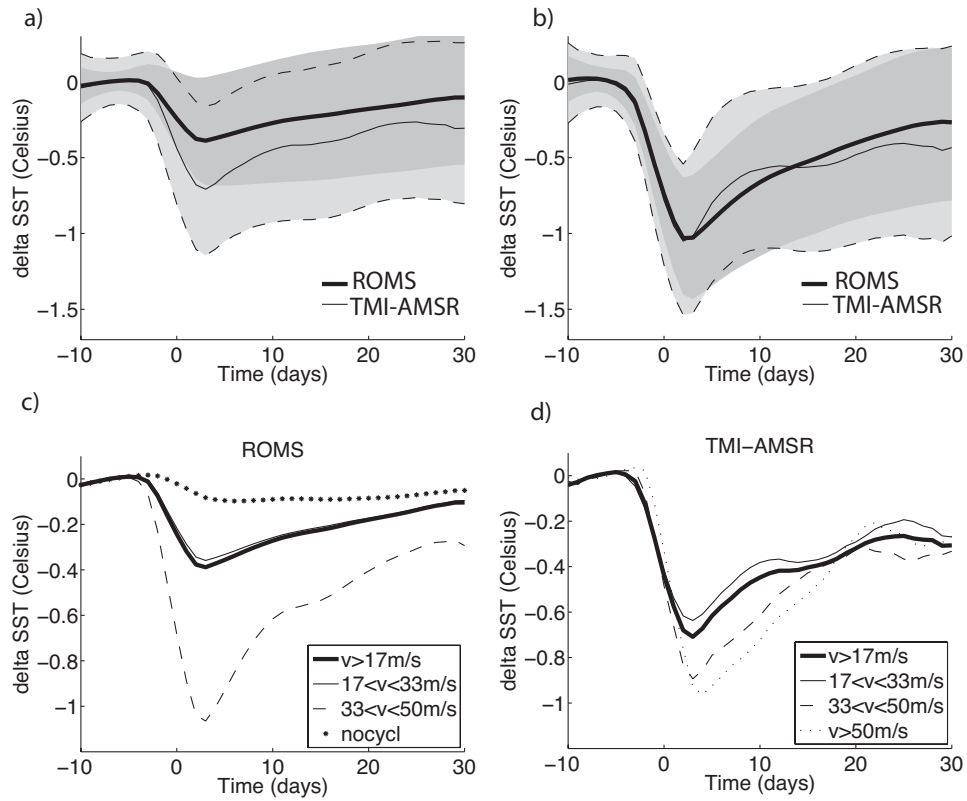 a)
0
−0.5
−1
−1.5
delta SST (Celsius)
ROMS
TMI-AMSR
−10 0 10 20 30
Time (days)
b)
0
−0.5
−1
−1.5
delta SST (Celsius)
ROMS
TMI-AMSR
−10 0 10 20 30
Time (days)
c)
ROMS
0
−0.2
−0.4
−0.6
−0.8
−1
delta SST (Celsius)
v>17m/s
17<v<33m/s
33<v<50m/s
nocycl
−10 0 10 20 30
Time (days)
d)
TMI−AMSR
0
−0.2
−0.4
−0.6
−0.8
−1
delta SST (Celsius)
v>17m/s
17<v<33m/s
33<v<50m/s
v>50m/s
−10 0 10 20 30
Time (days)